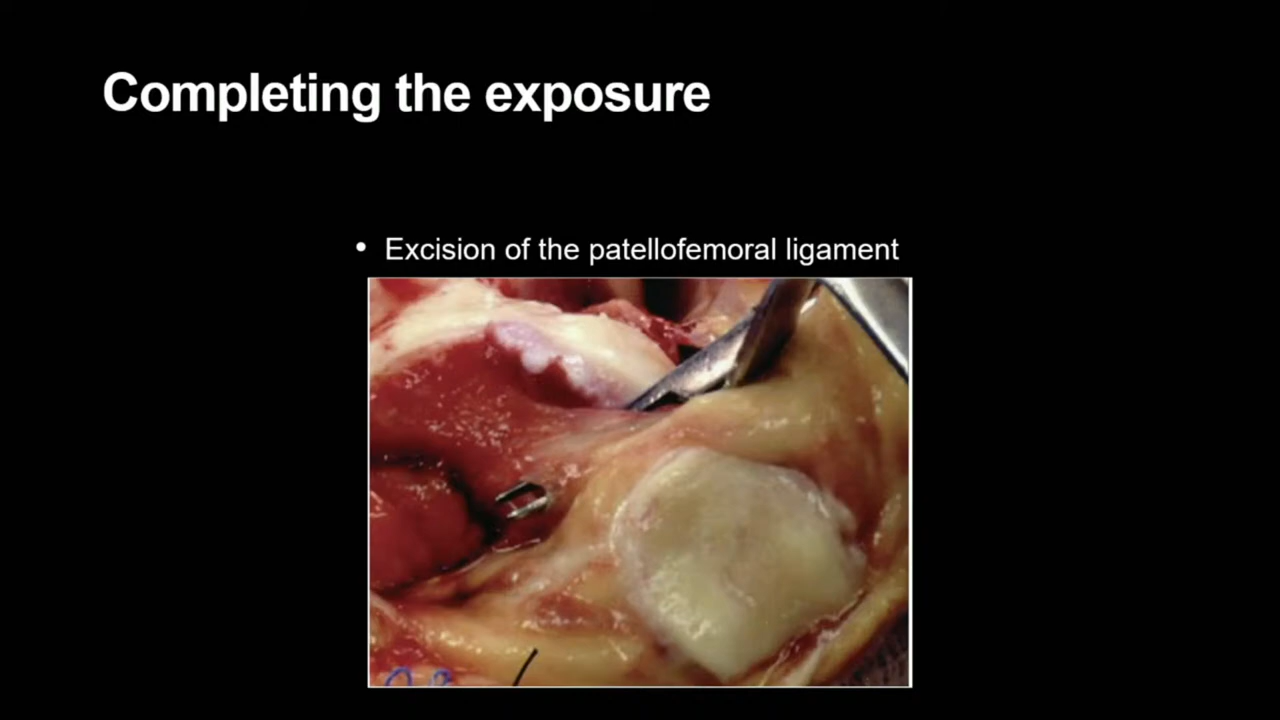 Completing the exposure
• Excision of the patellofemoral ligament